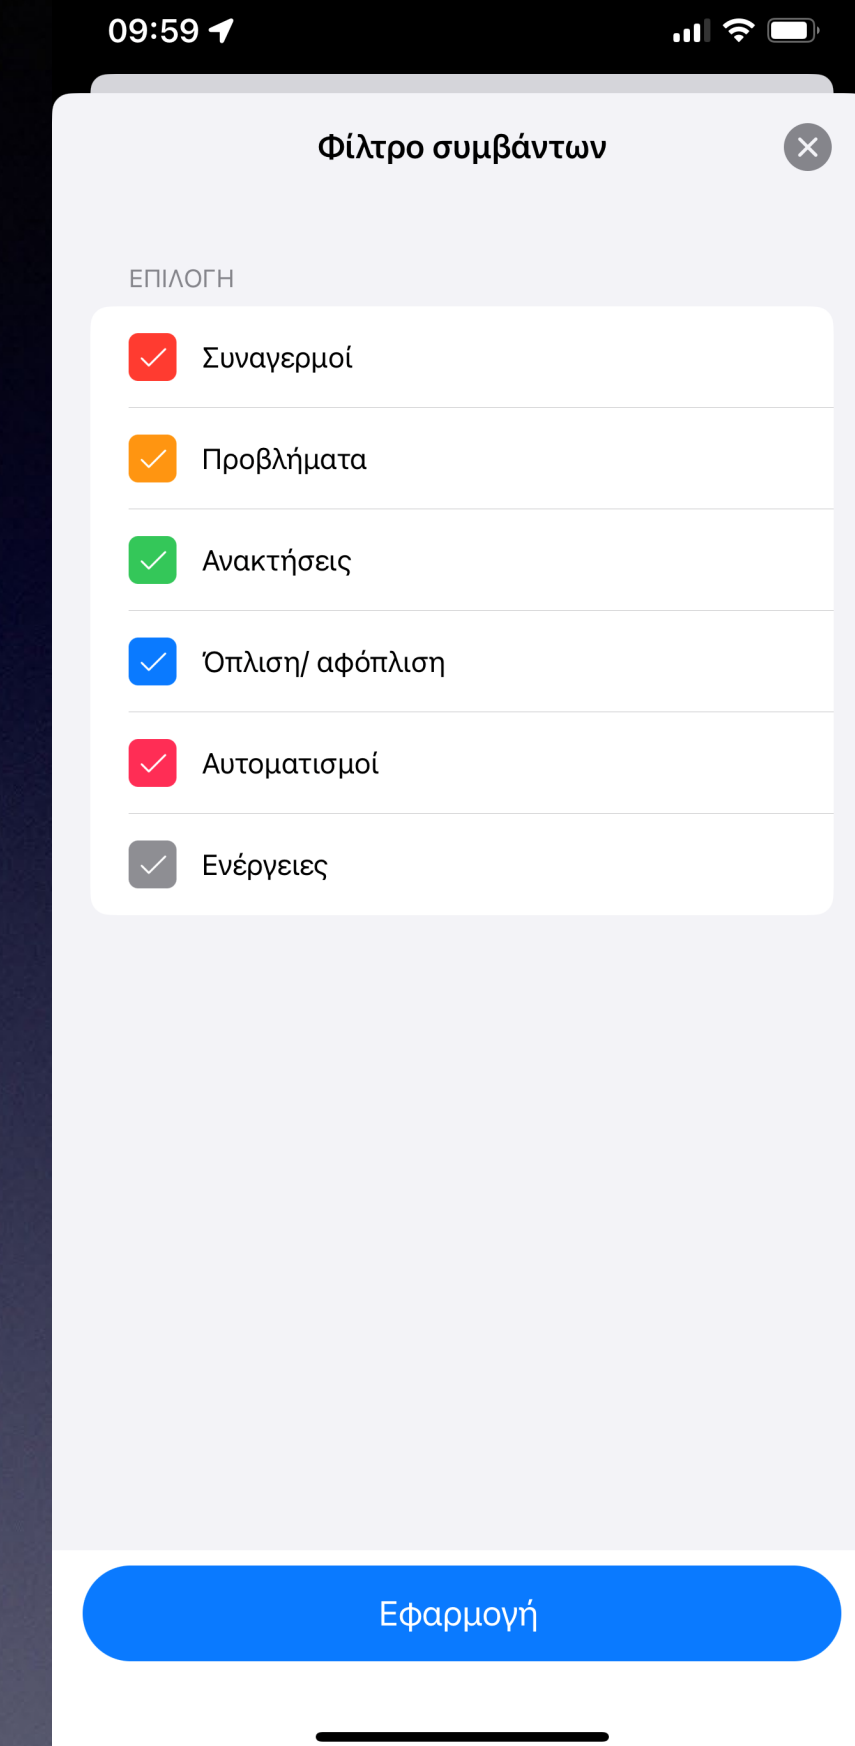 09:59
Φίλτρο συμβάντων
ΕΠΙΛΟΓΗ
Συναγερμοί
Προβλήματα
Ανακτήσεις
Όπλιση/ αφόπλιση
Αυτοματισμοί
Ενέργειες
Εφαρμογή